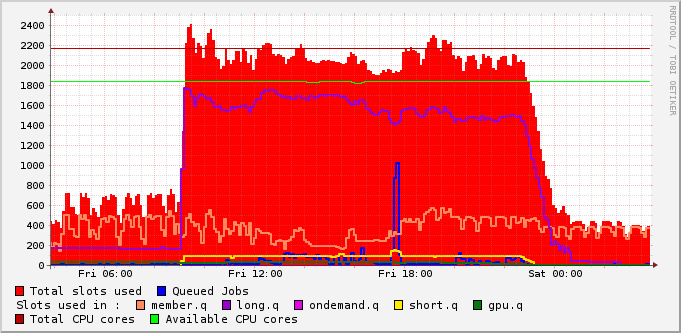 2400
2200
2000
1800
1600
1400
1200
1000
800
600
400
200
0
Fri 06:00 Fri 12:00 Fri 18:00 Sat 00:00
Total slots used Queued Jobs
Slots used in : member.q long.q ondemand.q short.q gpu.q
Total CPU cores Available CPU cores
RRDTOOL / TOBI OETIKER